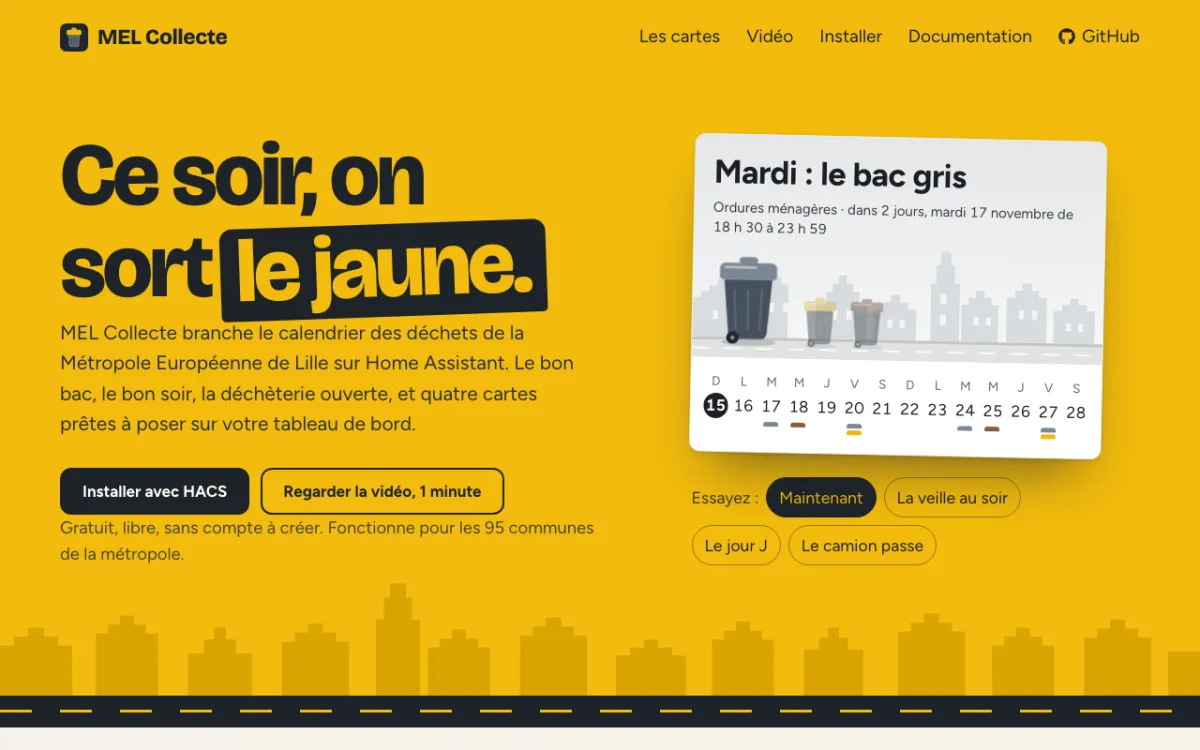 MEL Collecte
Les cartes Vidéo Installer Documentation GitHub
Ce soir, on
sort le jaune.
MEL Collecte branche le calendrier des déchets de la
Métropole Européenne de Lille sur Home Assistant. Le bon
bac, le bon soir, la déchèterie ouverte, et quatre cartes
prêtes à poser sur votre tableau de bord.
Installer avec HACS
Regarder la vidéo, 1 minute
Gratuit, libre, sans compte à créer. Fonctionne pour les 95 communes
de la métropole.
Mardi : le bac gris
Ordures ménagères · dans 2 jours, mardi 17 novembre de
18 h 30 à 23 h 59
D L M M J V S D L M M J V S
15 16 17 18 19 20 21 22 23 24 25 26 27 28
Essayez : Maintenant La veille au soir
Le jour J Le camion passe